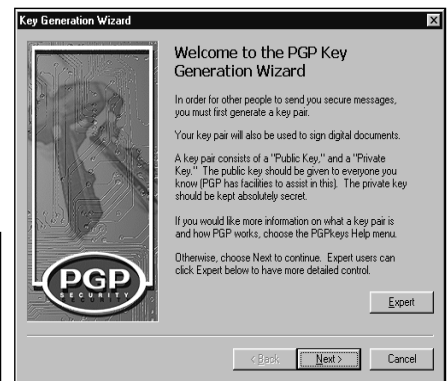 Key Generation Wizard
Welcome to the PGP Key
Generation Wizard
In order for other people to send you secure messages,
you must first generate a key pair.
Your key pair will also be used to sign digital documents.
A key pair consists of a "Public Key," and a "Private
Key." The public key should be given to everyone you
know (PGP has facilities to assist in this). The private key
should be kept absolutely secret.
If you would like more information on what a key pair is
and how PGP works, choose the PGPkeys Help menu.
Otherwise, choose Next to continue. Expert users can
click Expert below to have more detailed control.
PGP
SECURITY
Expert
< Back
Next >
Cancel